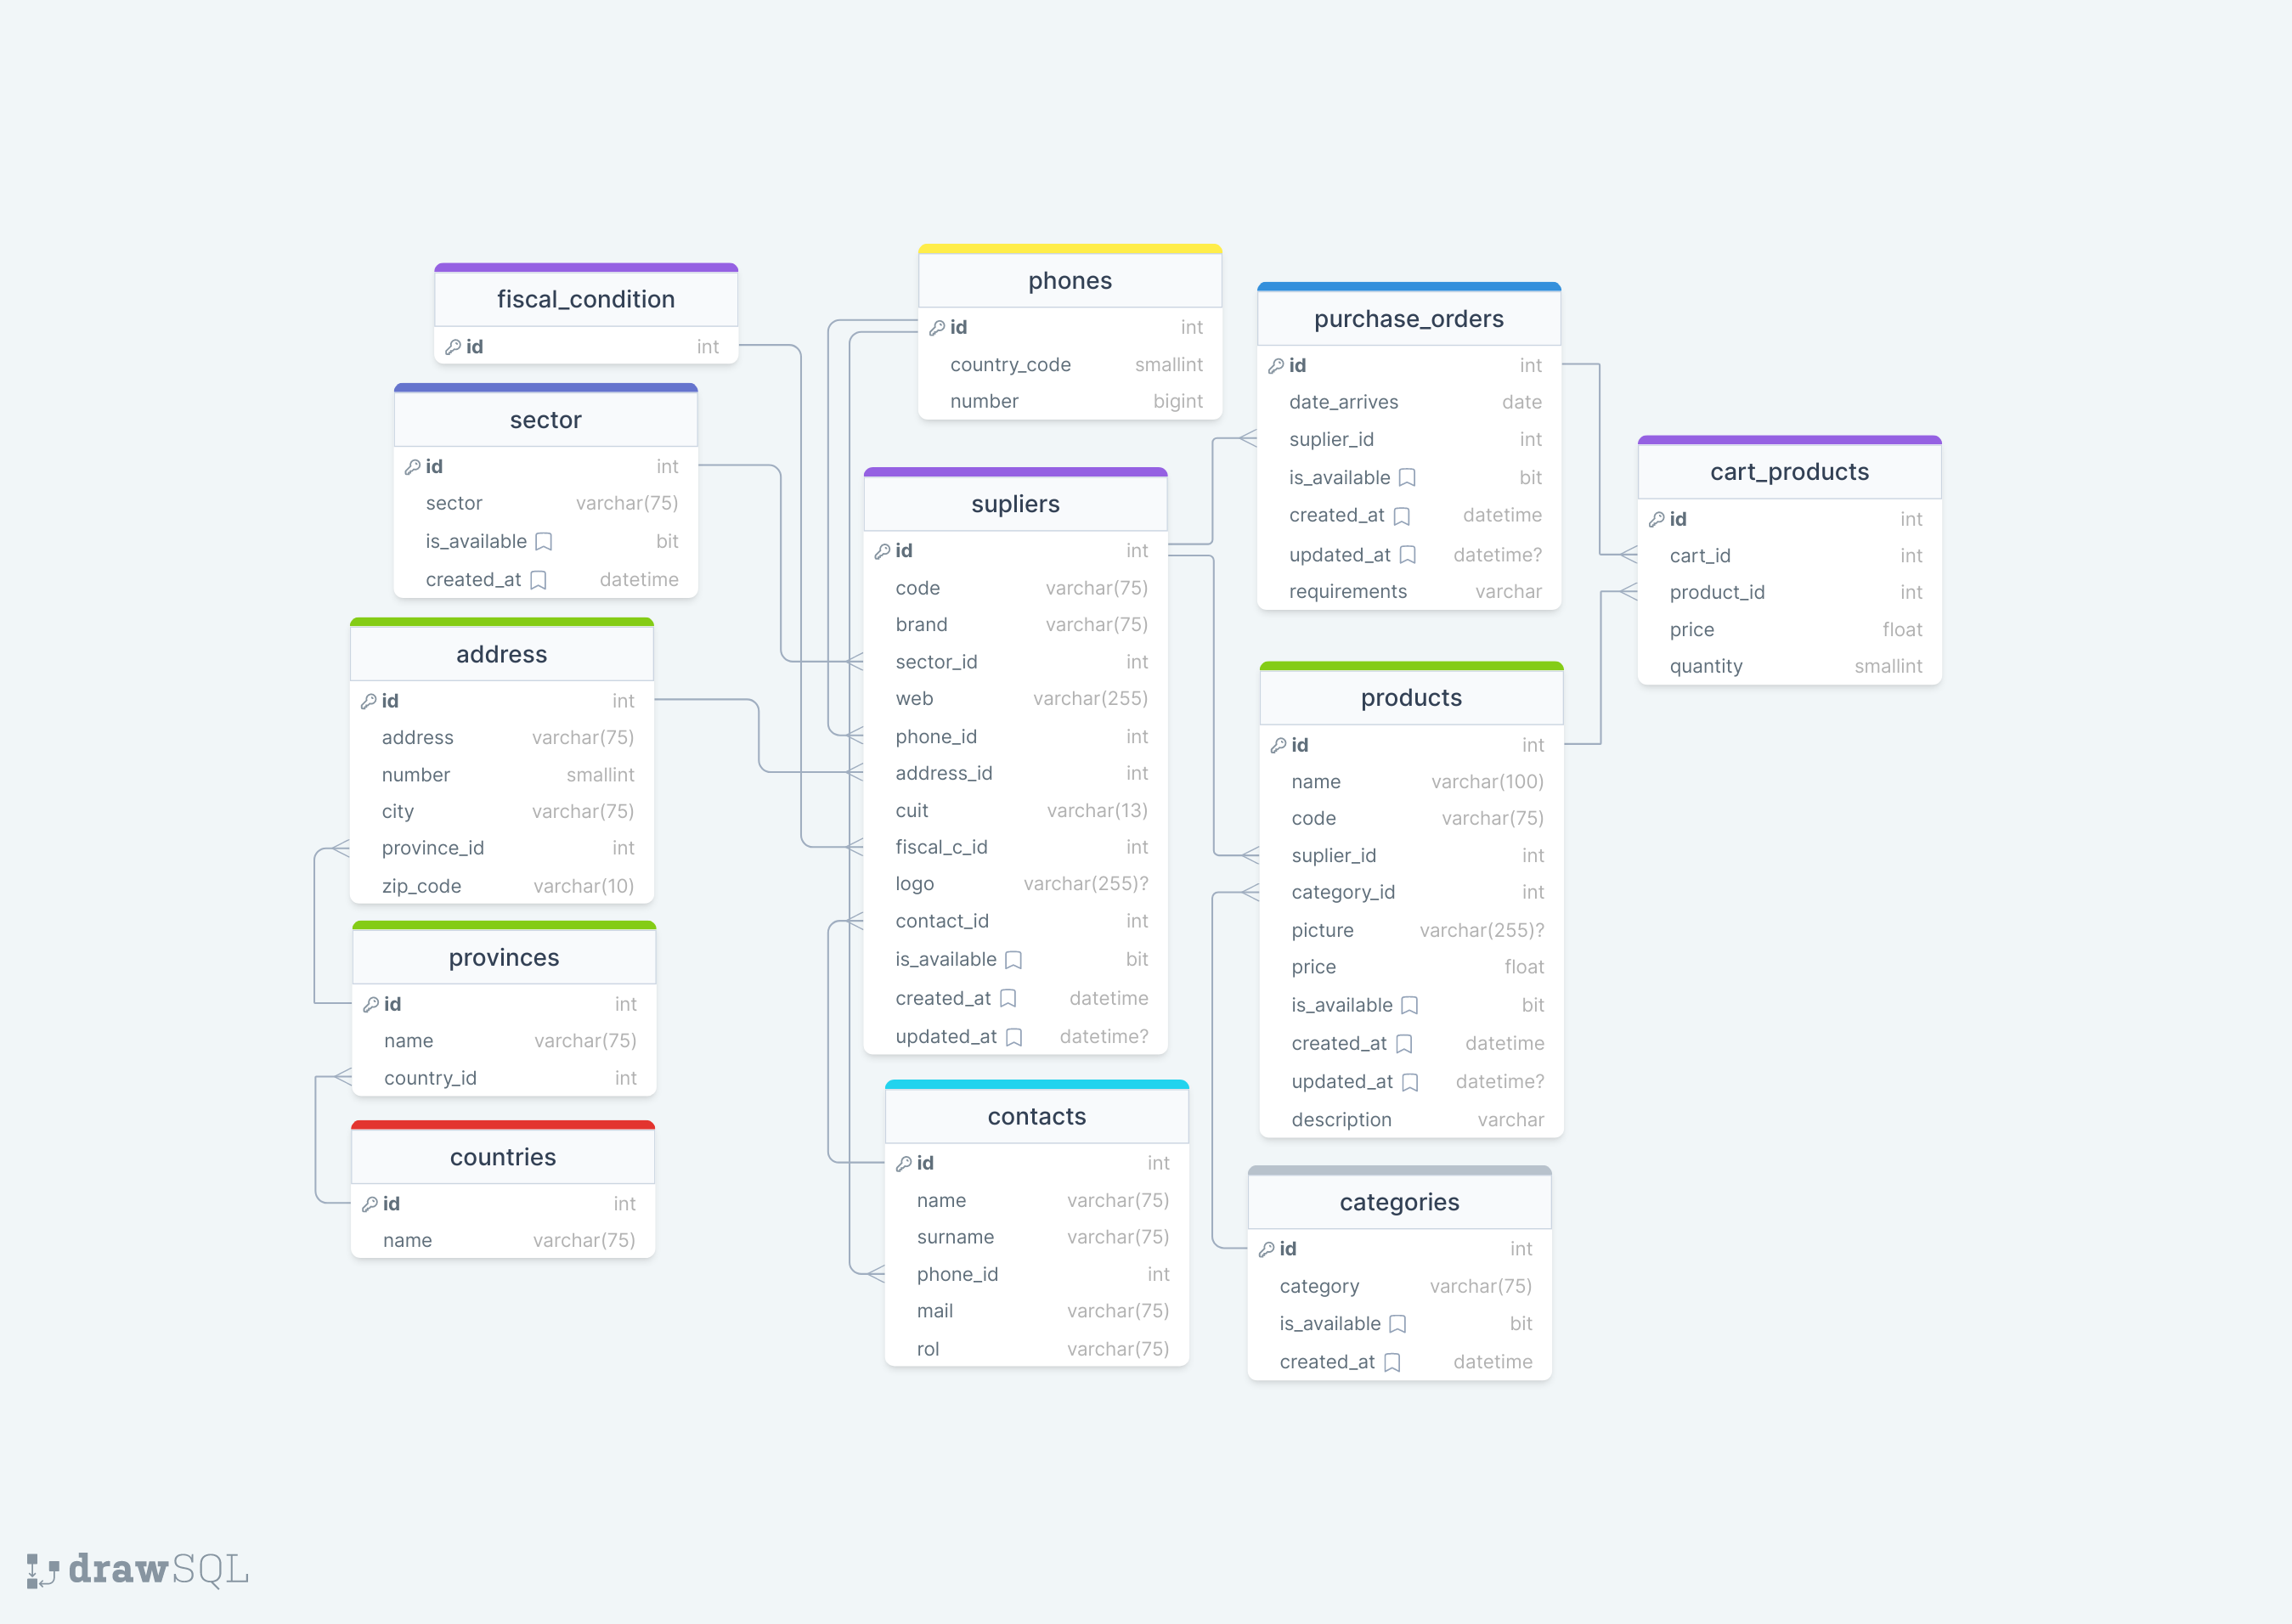 fiscal_condition
id int
sector
id int
sector varchar(75)
is_available bit
created_at datetime
address
id int
address varchar(75)
number smallint
city varchar(75)
province_id int
zip_code varchar(10)
provinces
id int
name varchar(75)
country_id int
countries
id int
name varchar(75)
phones
id int
country_code smallint
number bigint
supliers
id int
code varchar(75)
brand varchar(75)
sector_id int
web varchar(255)
phone_id int
address_id int
cuit varchar(13)
fiscal_c_id int
logo varchar(255)?
contact_id int
is_available bit
created_at datetime
updated_at datetime?
contacts
id int
name varchar(75)
surname varchar(75)
phone_id int
mail varchar(75)
rol varchar(75)
purchase_orders
id int
date_arrives date
suplier_id int
is_available bit
created_at datetime
updated_at datetime?
requirements varchar
products
id int
name varchar(100)
code varchar(75)
suplier_id int
category_id int
picture varchar(255)?
price float
is_available bit
created_at datetime
updated_at datetime?
description varchar
categories
id int
category varchar(75)
is_available bit
created_at datetime
cart_products
id int
cart_id int
product_id int
price float
quantity smallint
drawSQL